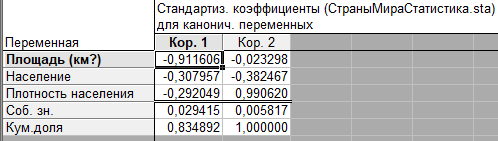 Стандартиз. коэффициенты (СтраныМираСтатистика.sta)
для канонич. переменных
Переменная Кор. 1 Кор. 2
Площадь (км?) -0,911606 -0,023298
Население -0,307957 -0,382467
Плотность населения -0,292049 0,990620
Соб. зн. 0,029415 0,005817
Кум.доля 0,834892 1,000000